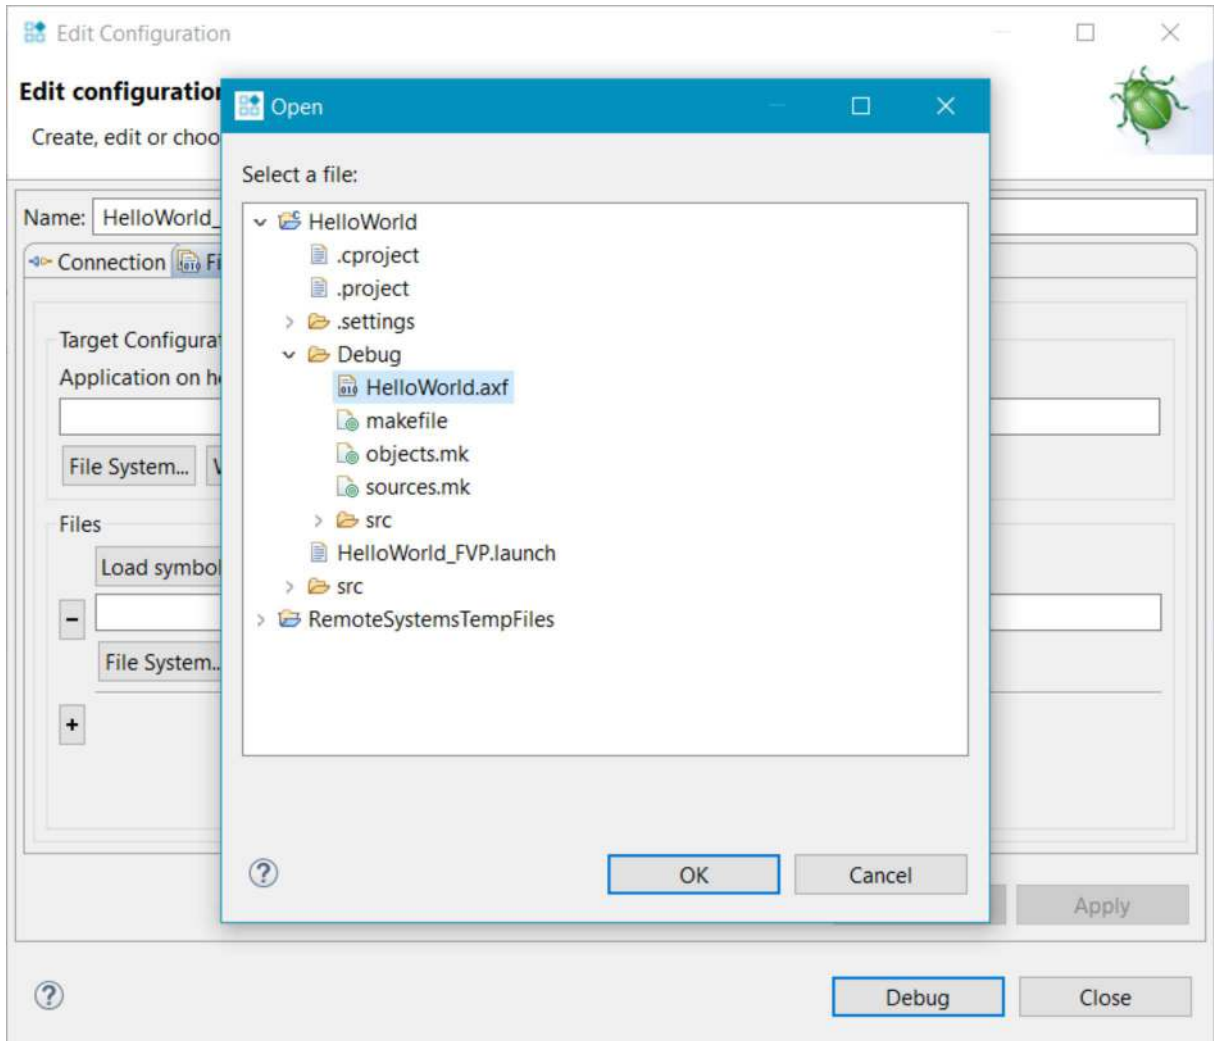 Edit Configuration
Edit configuration
Create, edit or choo
Open
Select a file:
Name: HelloWorld_
HelloWorld
.cproject
.project
Connection Fi
.settings
Target Configurat
Debug
Application on h
HelloWorld.axf
makefile
File System...
objects.mk
sources.mk
Files
src
HelloWorld_FVP.launch
Load symbol
src
RemoteSystemsTempFiles
-
File System..
+
OK
Cancel
Apply
Debug
Close